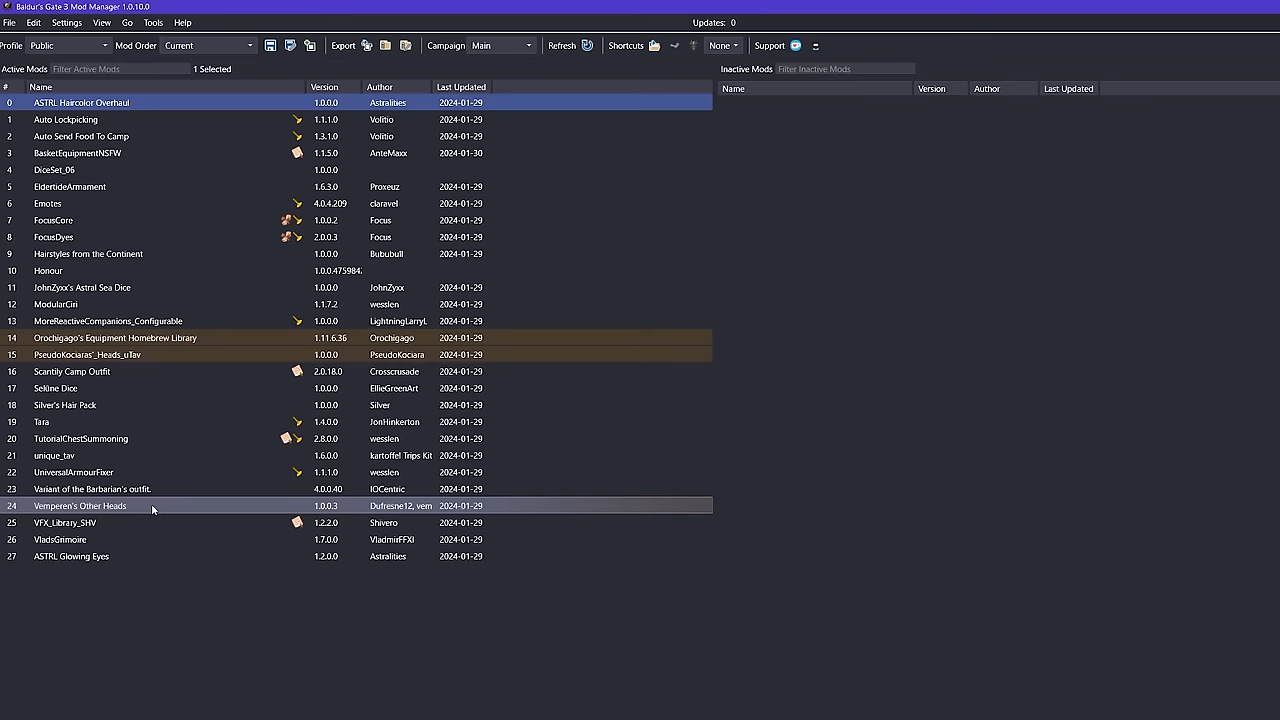 Baldur's Gate 3 Mod Manager 1.0.10.0
File Edit Settings View Go Tools Help Updates: 0
Profile Public Mod Order Current Export Campaign Main Refresh Shortcuts None Support
Active Mods Filter Active Mods 1 Selected Inactive Mods Filter Inactive Mods
# Name Version Author Last Updated Name Version Author Last Updated
0 ASTRL Haircolor Overhaul 1.0.0.0 Astralities 2024-01-29
1 Auto Lockpicking 1.1.1.0 Volitio 2024-01-29
2 Auto Send Food To Camp 1.3.1.0 Volitio 2024-01-29
3 BasketEquipmentNSFW 1.1.5.0 AnteMaxx 2024-01-30
4 DiceSet_06 1.0.0.0
5 EldertideArmament 1.6.3.0 Proxeuz 2024-01-29
6 Emotes 4.0.4.209 claravel 2024-01-29
7 FocusCore 1.0.0.2 Focus 2024-01-29
8 FocusDyes 2.0.0.3 Focus 2024-01-29
9 Hairstyles from the Continent 1.0.0.0 Bububull 2024-01-29
10 Honour 1.0.0.475984
11 JohnZyxx's Astral Sea Dice 1.0.0.0 JohnZyxx 2024-01-29
12 ModularCiri 1.1.7.2 wesslen 2024-01-29
13 MoreReactiveCompanions_Configurable 1.0.0.0 LightningLarryL 2024-01-29
14 Orochigago's Equipment Homebrew Library 1.11.6.36 Orochigago 2024-01-29
15 PseudoKociaras'_Heads_uTav 1.0.0.0 PseudoKociara 2024-01-29
16 Scantily Camp Outfit 2.0.18.0 Crosscrusade 2024-01-29
17 Selûne Dice 1.0.0.0 EllieGreenArt 2024-01-29
18 Silver's Hair Pack 1.0.0.0 Silver 2024-01-29
19 Tara 1.4.0.0 JonHinkerton 2024-01-29
20 TutorialChestSummoning 2.8.0.0 wesslen 2024-01-29
21 unique_tav 1.6.0.0 kartoffel Trips Kit 2024-01-29
22 UniversalArmourFixer 1.1.1.0 wesslen 2024-01-29
23 Variant of the Barbarian's outfit. 4.0.0.40 IOCentric 2024-01-29
24 Vemperen's Other Heads 1.0.0.3 Dufresne12, vem 2024-01-29
25 VFX_Library_SHV 1.2.2.0 Shivero 2024-01-29
26 VladsGrimoire 1.7.0.0 VladmirFFXI 2024-01-29
27 ASTRL Glowing Eyes 1.2.0.0 Astralities 2024-01-29